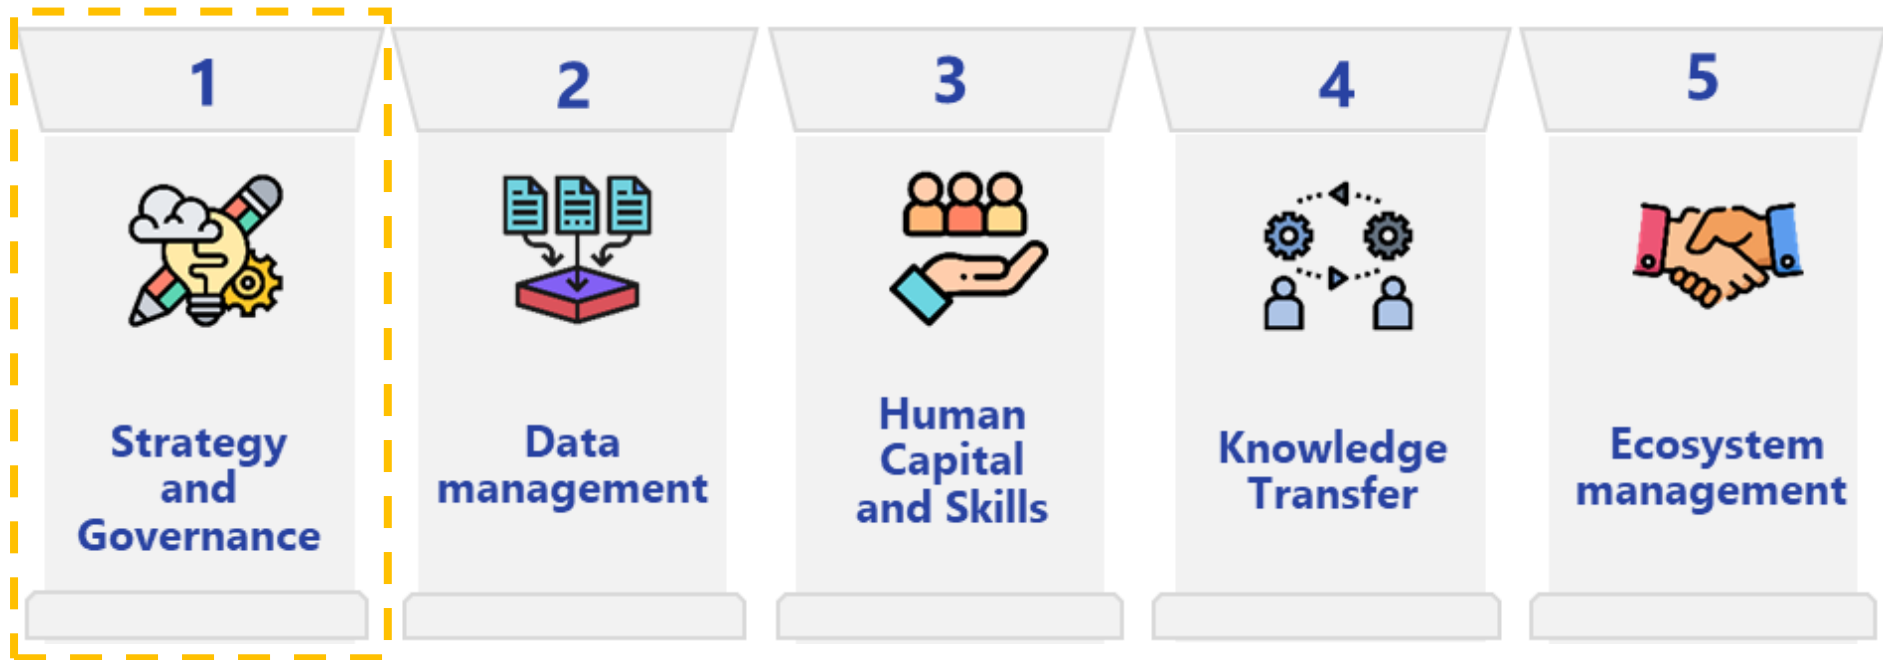 1
Strategy
and
Governance
2
Data
management
3
Human
Capital
and Skills
4
Knowledge
Transfer
5
Ecosystem
management